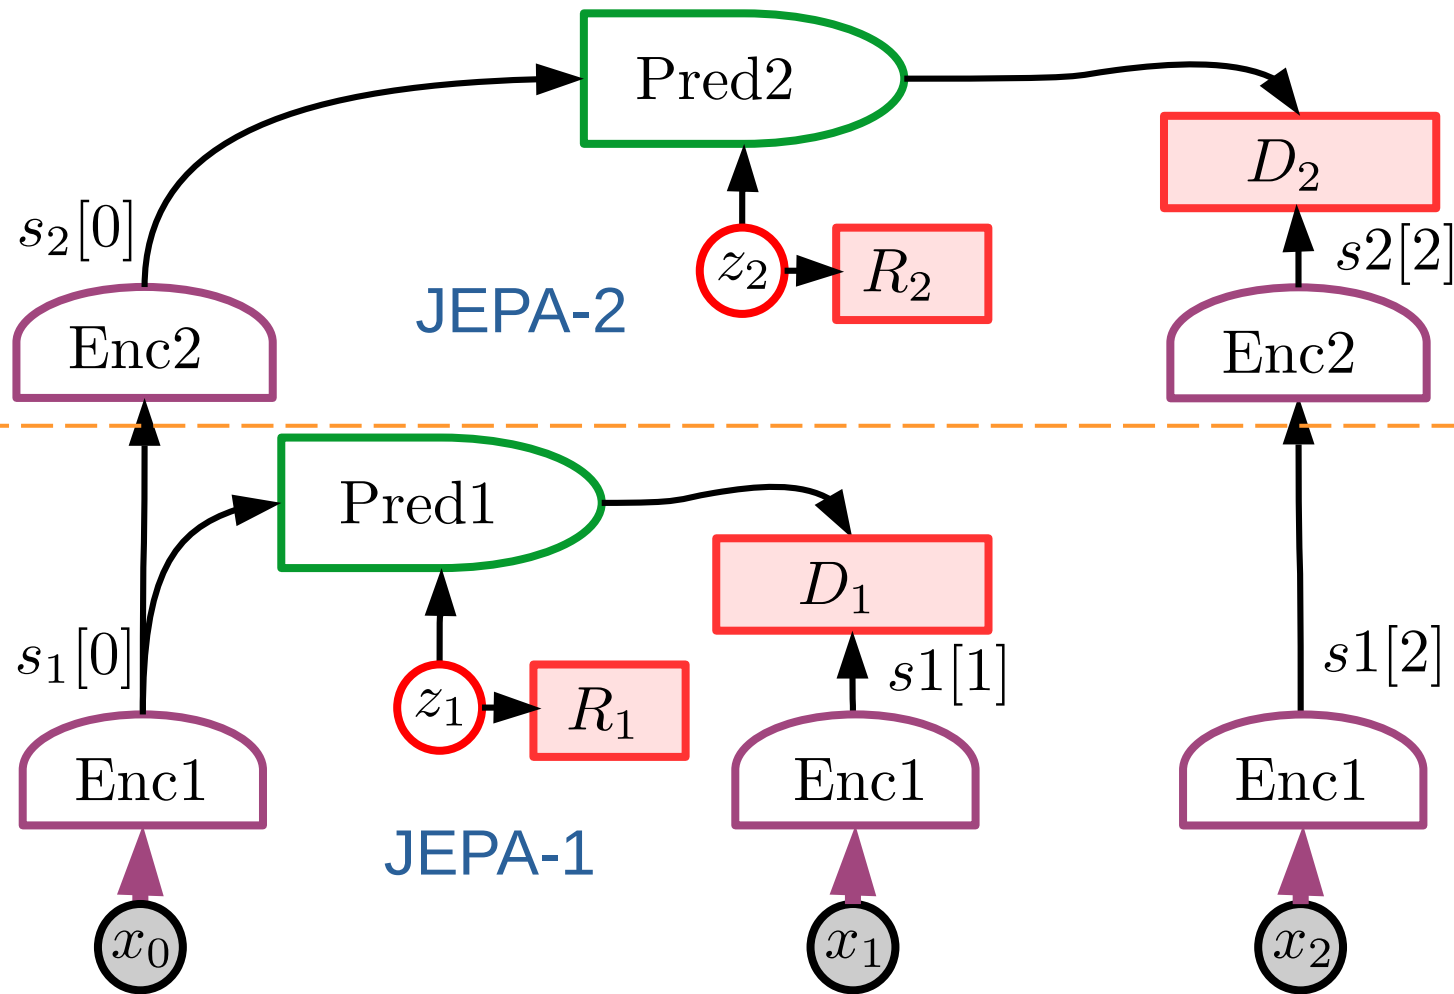 Pred2
D₂
s₂[0]
z₂
R₂
s2[2]
JEPA-2
Enc2
Enc2
Pred1
D₁
s₁[0]
z₁
R₁
s1[1]
s1[2]
Enc1
Enc1
Enc1
JEPA-1
x₀
x₁
x₂